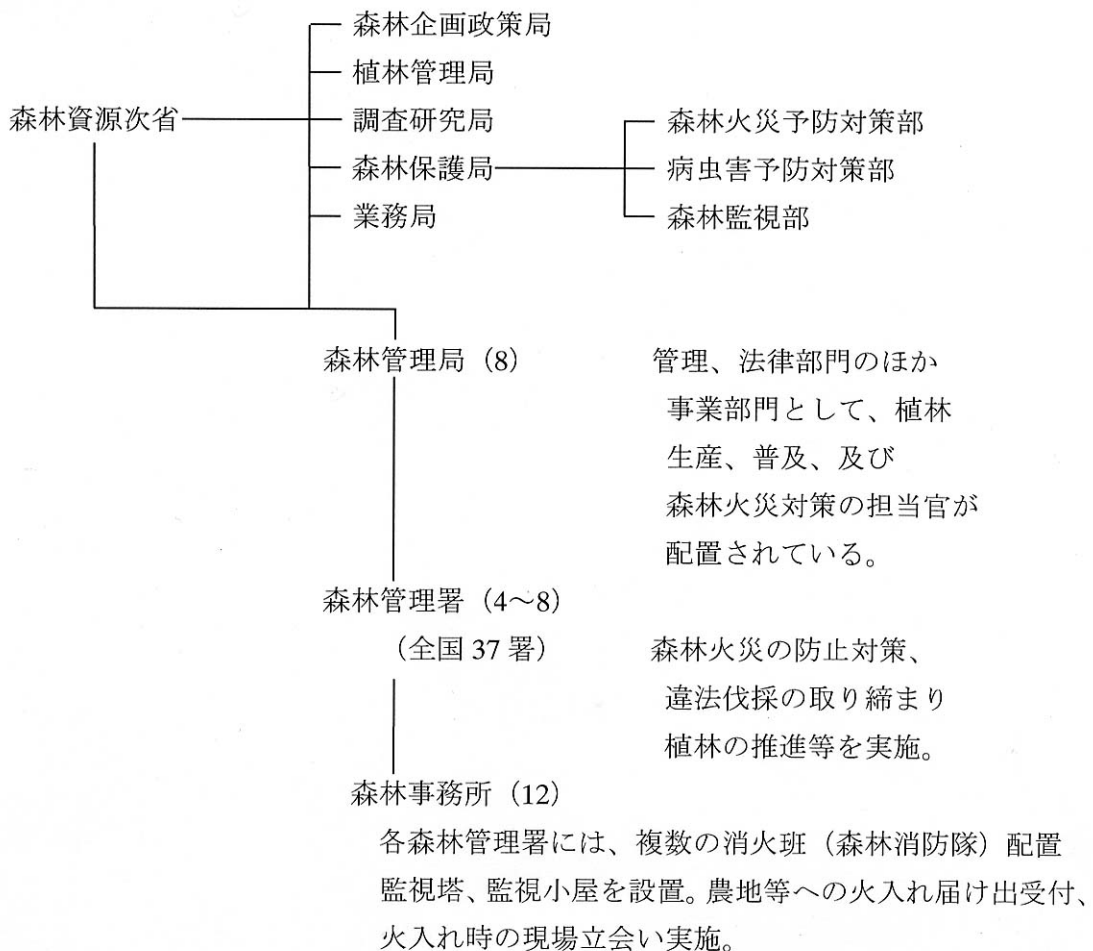 森林企画政策局
植林管理局
森林資源次省
調査研究局
森林火災予防対策部
森林保護局
病虫害予防対策部
業務局
森林監視部
森林管理局（8）
管理、法律部門のほか
事業部門として、植林
生産、普及、及び
森林火災対策の担当官が
配置されている。
森林管理署（4～8）
（全国 37 署）
森林火災の防止対策、
違法伐採の取り締まり
植林の推進等を実施。
森林事務所（12）
各森林管理署には、複数の消火班（森林消防隊）配置
監視塔、監視小屋を設置。農地等への火入れ届け出受付、
火入れ時の現場立会い実施。